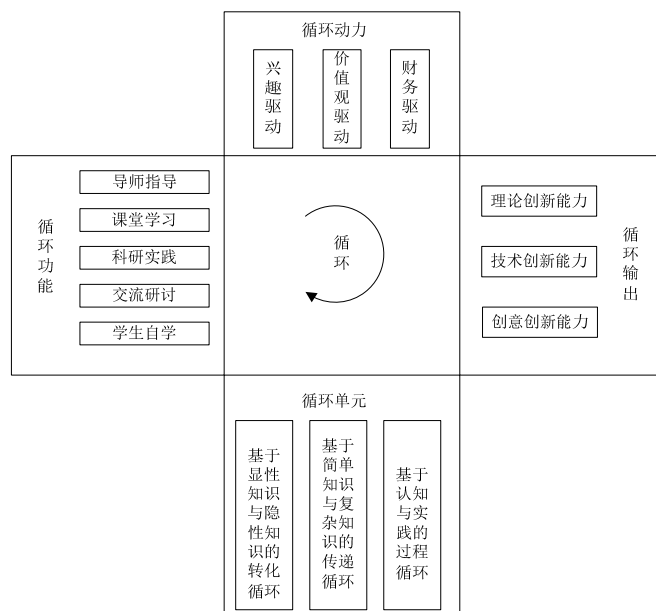 循环动力
兴
趣
驱
动
价
值
观
驱
动
财
务
驱
动
循
环
功
能
导师指导
课堂学习
科研实践
交流研讨
学生自学
循
环
理论创新能力
技术创新能力
创意创新能力
循
环
输
出
循环单元
基于
显性
知识
与隐
性知
识的
转化
循环
基于
简单
知识
与复
杂知
识的
传递
循环
基于
认知
与实
践的
过程
循环